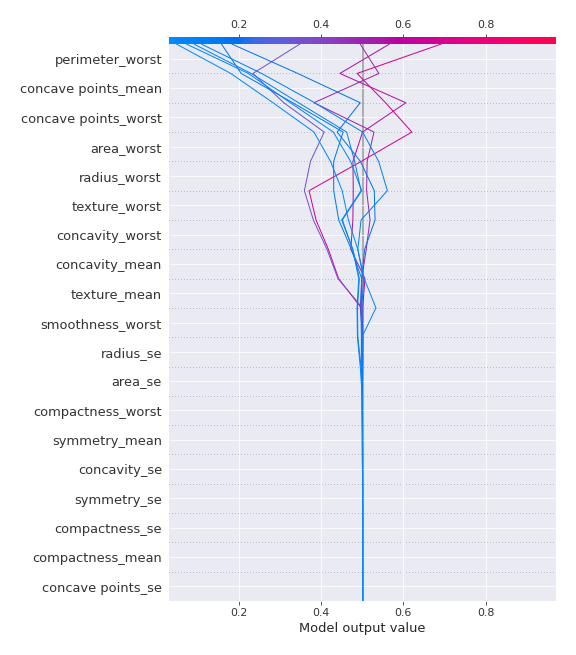 0.2 0.4 0.6 0.8
perimeter_worst
concave points_mean
concave points_worst
area_worst
radius_worst
texture_worst
concavity_worst
concavity_mean
texture_mean
smoothness_worst
radius_se
area_se
compactness_worst
symmetry_mean
concavity_se
symmetry_se
compactness_se
compactness_mean
concave points_se
0.2 0.4 0.6 0.8
Model output value